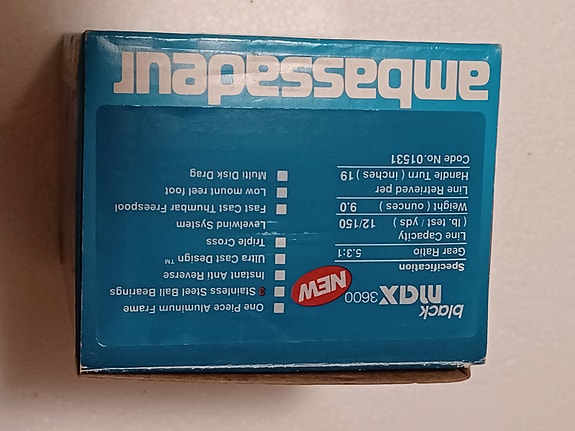 black
max 3600
NEW
Specification
Gear Ratio 5.3:1
Line Capacity
( lb. test / yds ) 12/150
Weight ( ounces ) 9.0
Line Retrieved per
Handle Turn ( inches ) 19
Code No.01531
One Piece Aluminum Frame
3 Stainless Steel Ball Bearings
Instant Anti Reverse
Ultra Cast Design ™
Triple Cross
Levelwind System
Fast Cast Thumbar Freespool
Low mount reel foot
Multi Disk Drag
ambassadeur